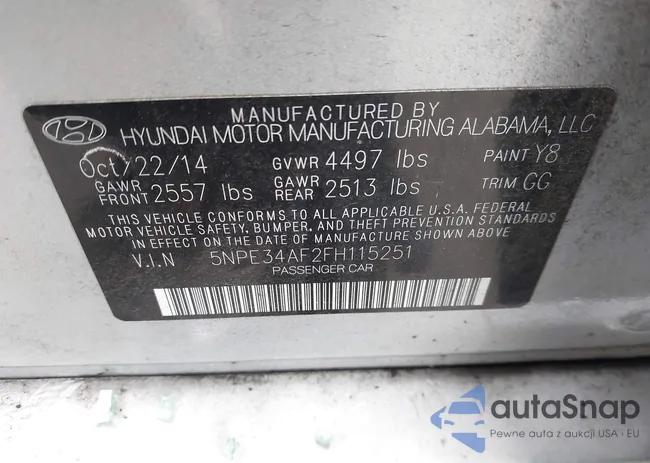 MANUFACTURED BY
HYUNDAI MOTOR MANUFACTURING ALABAMA, LLC
Oct/22/14 GVWR 4497 lbs PAINT Y8
GAWR FRONT 2557 lbs GAWR REAR 2513 lbs TRIM GG
THIS VEHICLE CONFORMS TO ALL APPLICABLE U.S.A. FEDERAL
MOTOR VEHICLE SAFETY, BUMPER, AND THEFT PREVENTION STANDARDS
IN EFFECT ON THE DATE OF MANUFACTURE SHOWN ABOVE
V.I.N 5NPE34AF2FH115251
PASSENGER CAR
autaSnap
Pewne auta z aukcji USA · EU